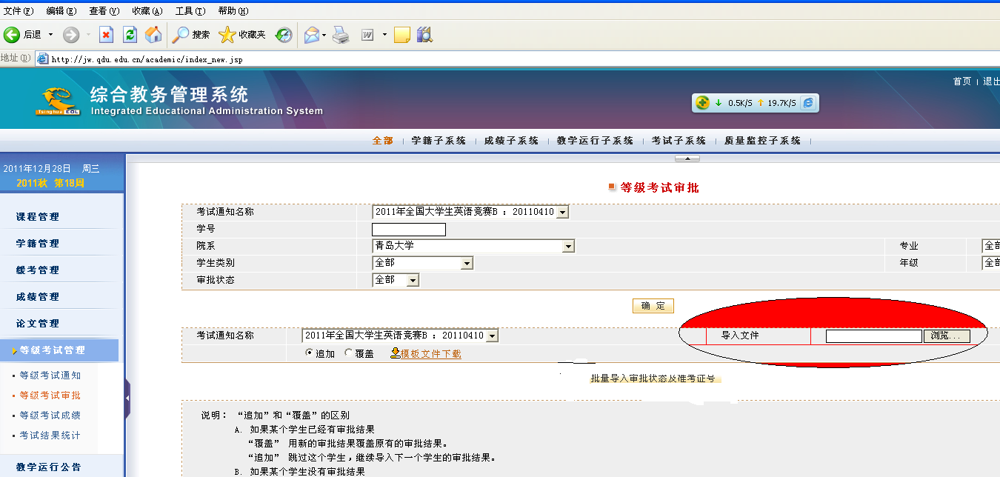 文件(F) 编辑(E) 查看(V) 收藏(A) 工具(T) 帮助(H)
后退 搜索 收藏夹
地址(D) http://jw.qdu.edu.cn/academic/index_new.jsp
首页 | 退出
综合教务管理系统
Integrated Educational Administration System
Tsinghua EOL
0.5K/S 19.7K/S
全部 | 学籍子系统 | 成绩子系统 | 教学运行子系统 | 考试子系统 | 质量监控子系统 |
2011年12月28日 周三
2011秋 第18周
课程管理
学籍管理
缓考管理
成绩管理
论文管理
等级考试管理
等级考试通知
等级考试审批
等级考试成绩
考试结果统计
教学运行公告
等级考试审批
考试通知名称 2011年全国大学生英语竞赛B : 20110410
学号
院系 青岛大学 专业 全部
学生类别 全部 年级 全部
审批状态 全部
确 定
考试通知名称 2011年全国大学生英语竞赛B : 20110410 导入文件 浏览...
追加 覆盖 模板文件下载
批量导入审批状态及准考证号
说明: “追加”和“覆盖”的区别
A. 如果某个学生已经有审批结果
“覆盖” 用新的审批结果覆盖原有的审批结果。
“追加” 跳过这个学生,继续导入下一个学生的审批结果。
B. 如果某个学生没有审批结果